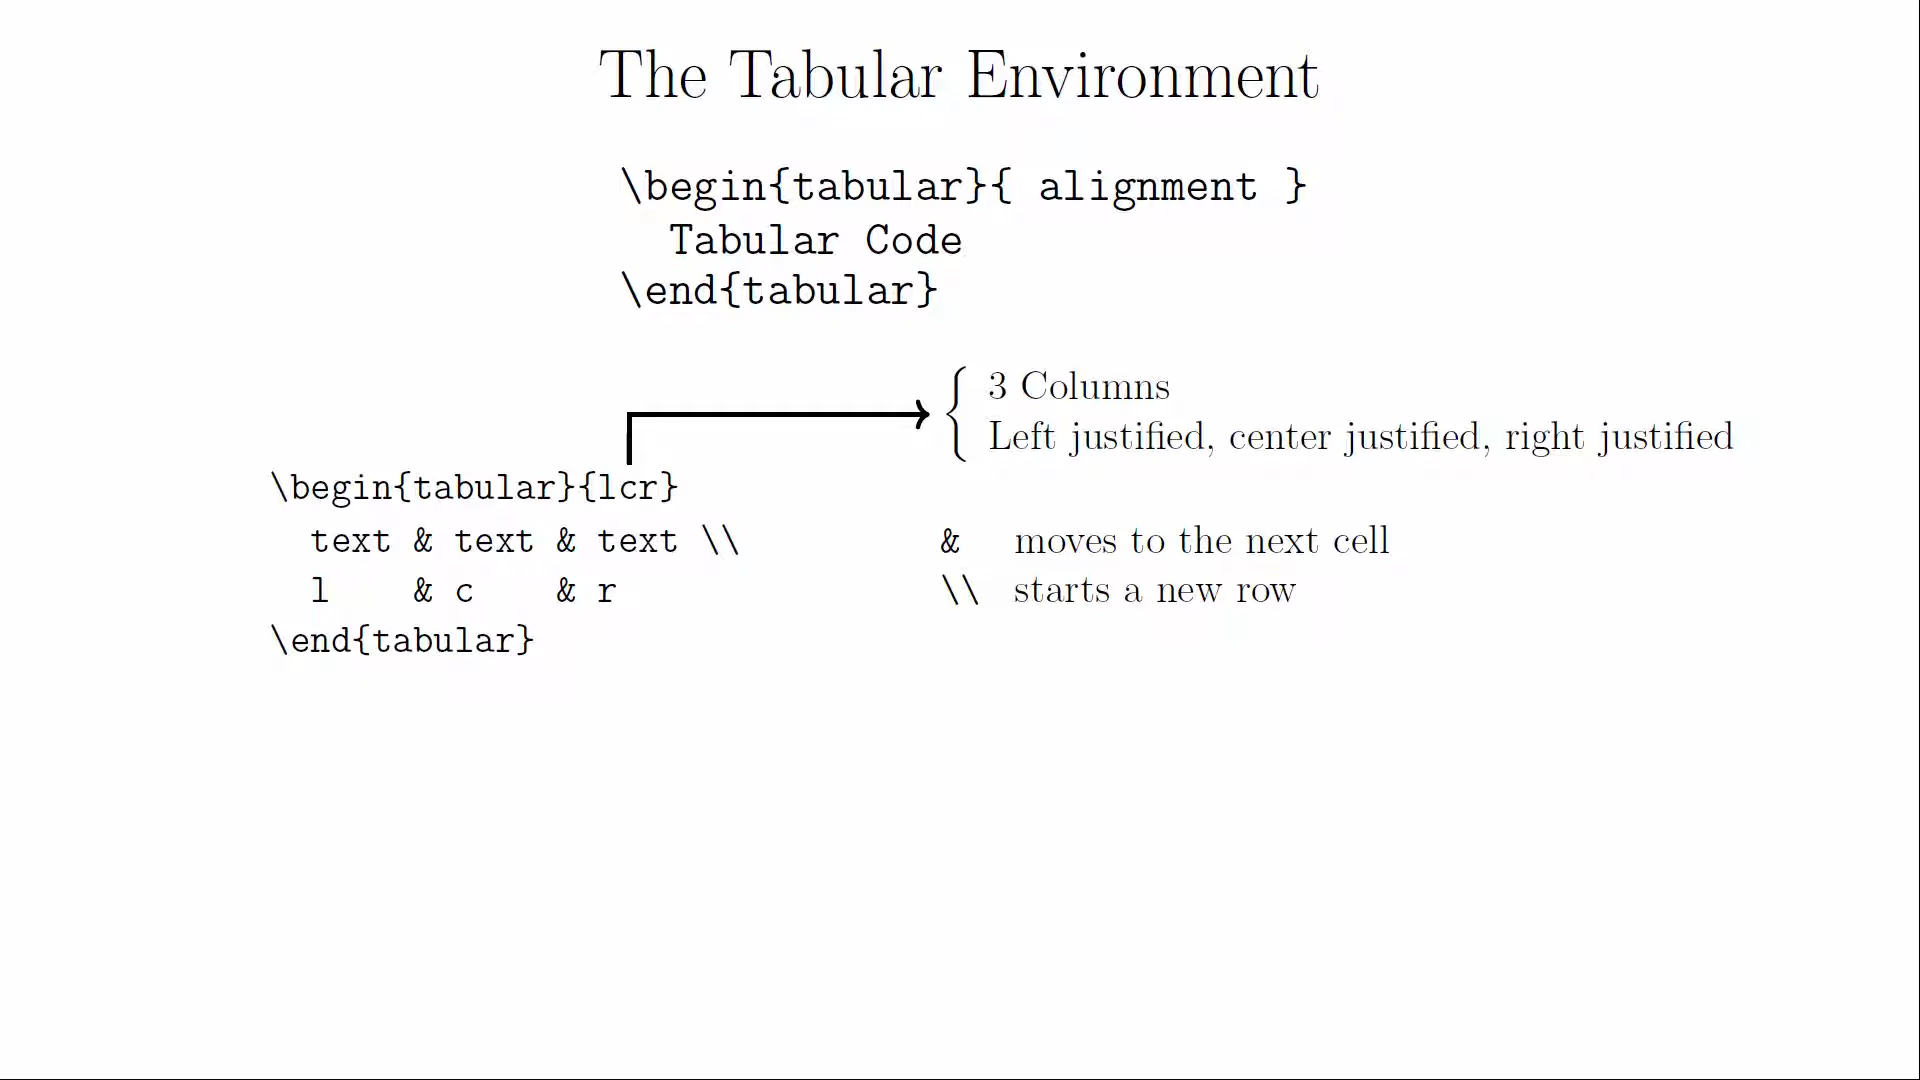 The Tabular Environment
\begin{tabular}{ alignment }
Tabular Code
\end{tabular}
3 Columns
Left justified, center justified, right justified
\begin{tabular}{lcr}
text & text & text \\
& moves to the next cell
l & c & r
\\ starts a new row
\end{tabular}